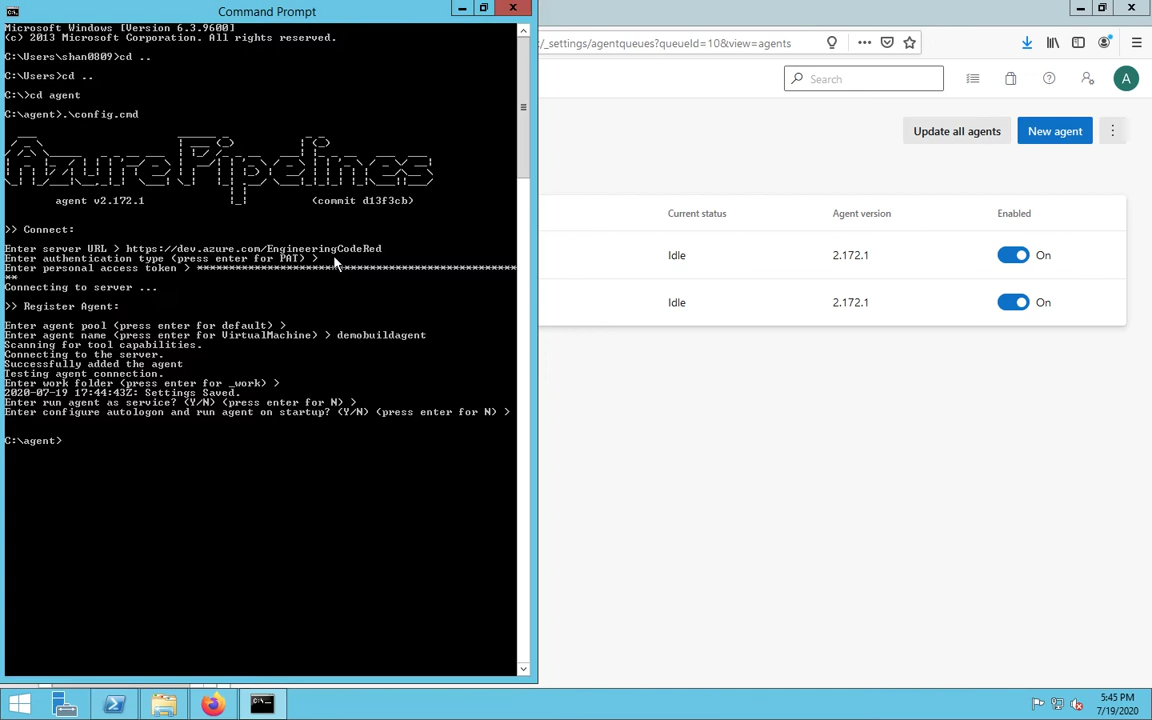 Command Prompt
Microsoft Windows [Version 6.3.9600]
(c) 2013 Microsoft Corporation. All rights reserved.
C:\Users\shan0809>cd ..
C:\Users>cd ..
C:\>cd agent
C:\agent>.\config.cmd
AzurePipelines
agent v2.172.1 (commit d13f3cb)
>> Connect:
Enter server URL > https://dev.azure.com/EngineeringCodeRed
Enter authentication type (press enter for PAT) >
Enter personal access token > **************************************************
**
Connecting to server ...
>> Register Agent:
Enter agent pool (press enter for default) >
Enter agent name (press enter for VirtualMachine) > demobuildagent
Scanning for tool capabilities.
Connecting to the server.
Successfully added the agent
Testing agent connection.
Enter work folder (press enter for _work) >
2020-07-19 17:44:43Z: Settings Saved.
Enter run agent as service? (Y/N) (press enter for N) >
Enter configure autologon and run agent on startup? (Y/N) (press enter for N) >
C:\agent>
/_settings/agentqueues?queueId=10&view=agents
Search
A
Update all agents
New agent
Current status Agent version Enabled
Idle 2.172.1 On
Idle 2.172.1 On
5:45 PM
7/19/2020